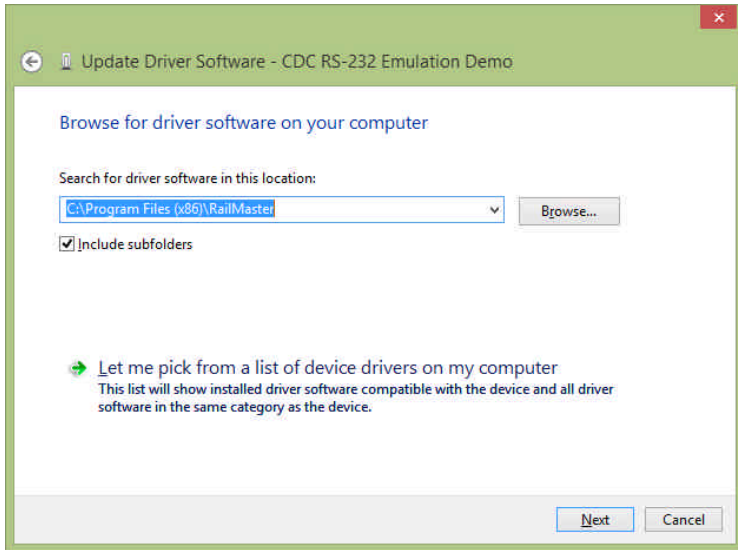 Update Driver Software - CDC RS-232 Emulation Demo
Browse for driver software on your computer
Search for driver software in this location:
C:\Program Files (x86)\RailMaster
Browse...
Include subfolders
Let me pick from a list of device drivers on my computer
This list will show installed driver software compatible with the device and all driver
software in the same category as the device.
Next
Cancel